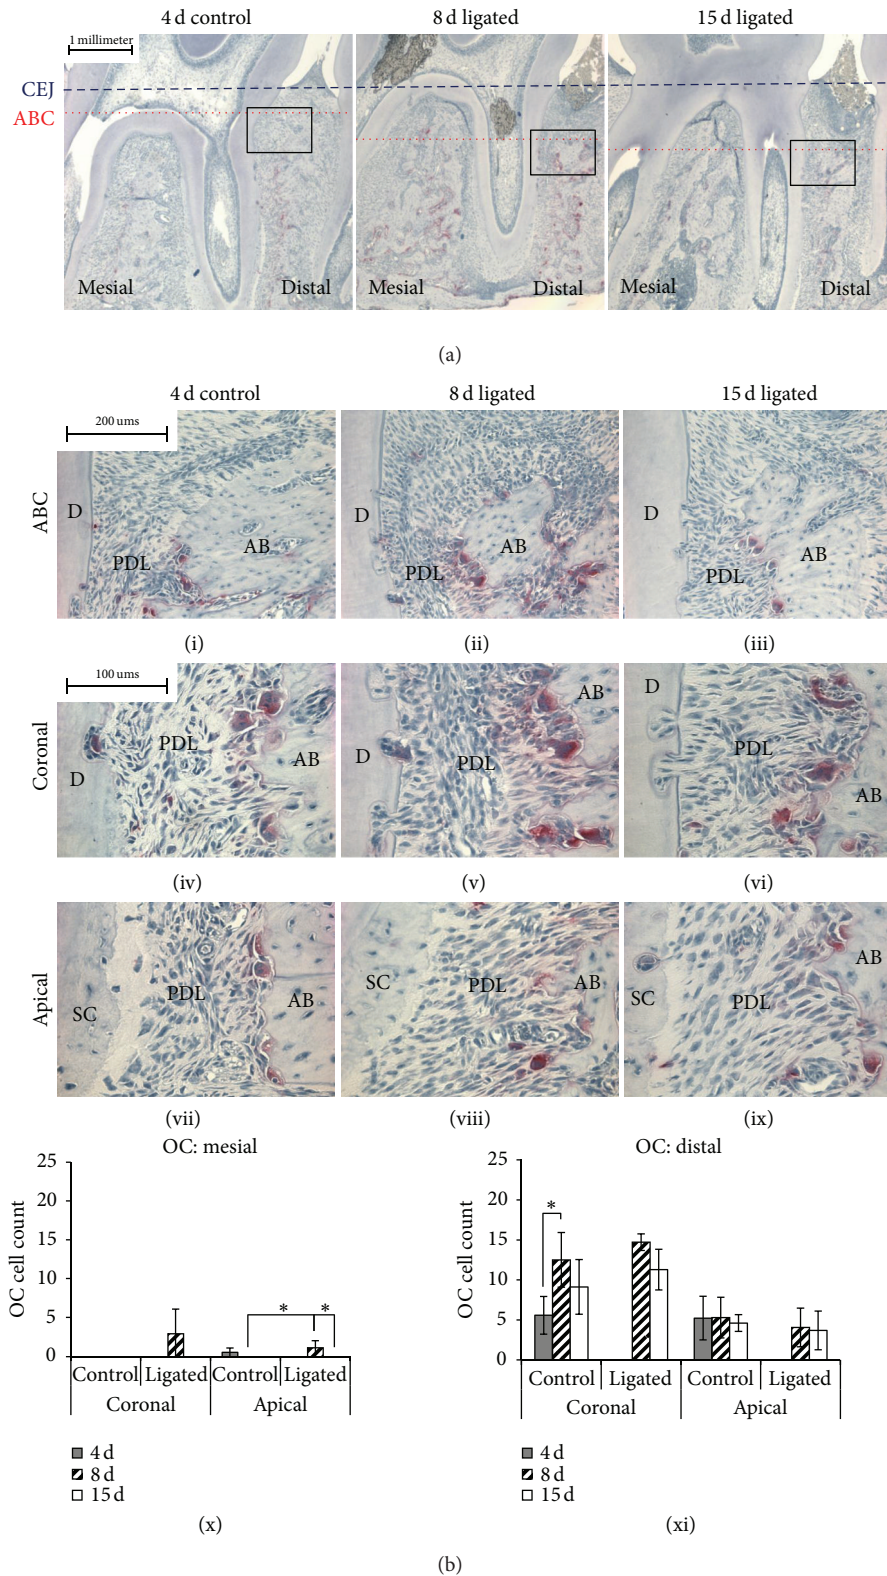 4 d control 8 d ligated 15 d ligated
1 millimeter
CEJ
ABC
Mesial Distal Mesial Distal Mesial Distal
(a)
4 d control 8 d ligated 15 d ligated
200 ums
ABC
D PDL AB D PDL AB D PDL AB
(i) (ii) (iii)
100 ums
Coronal
D PDL AB D PDL AB D PDL AB
(iv) (v) (vi)
Apical
SC PDL AB SC PDL AB SC PDL AB
(vii) (viii) (ix)
OC: mesial
OC cell count
25
20
15
10
5
0
* *
Control Ligated Control Ligated
Coronal Apical
4 d
8 d
15 d
(x)
OC: distal
OC cell count
25
20
15
10
5
0
*
Control Ligated Control Ligated
Coronal Apical
4 d
8 d
15 d
(xi)
(b)